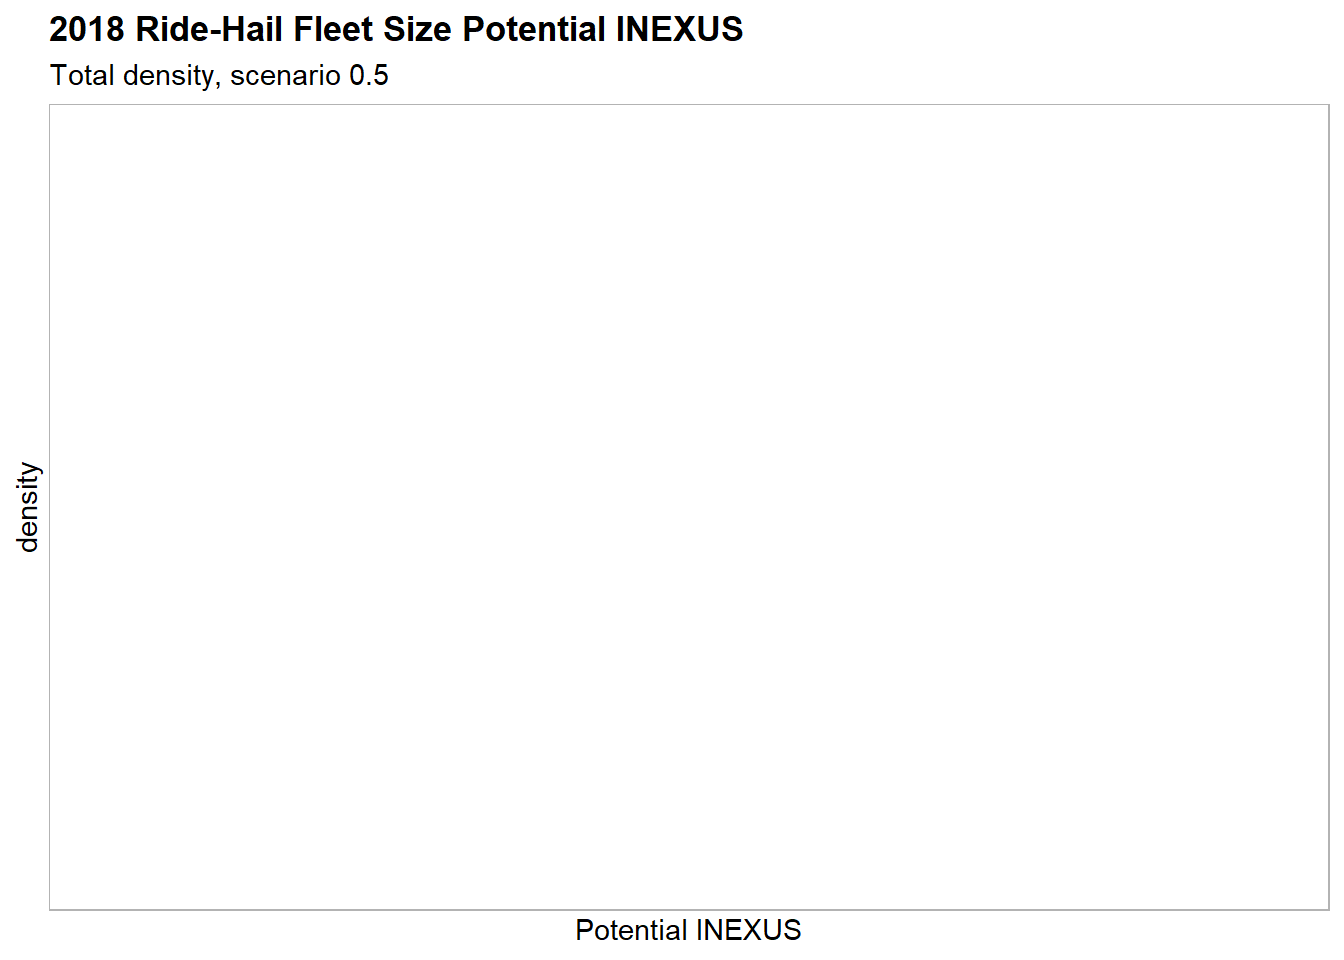 2018 Ride-Hail Fleet Size Potential INEXUS
Total density, scenario 0.5
density
Potential INEXUS